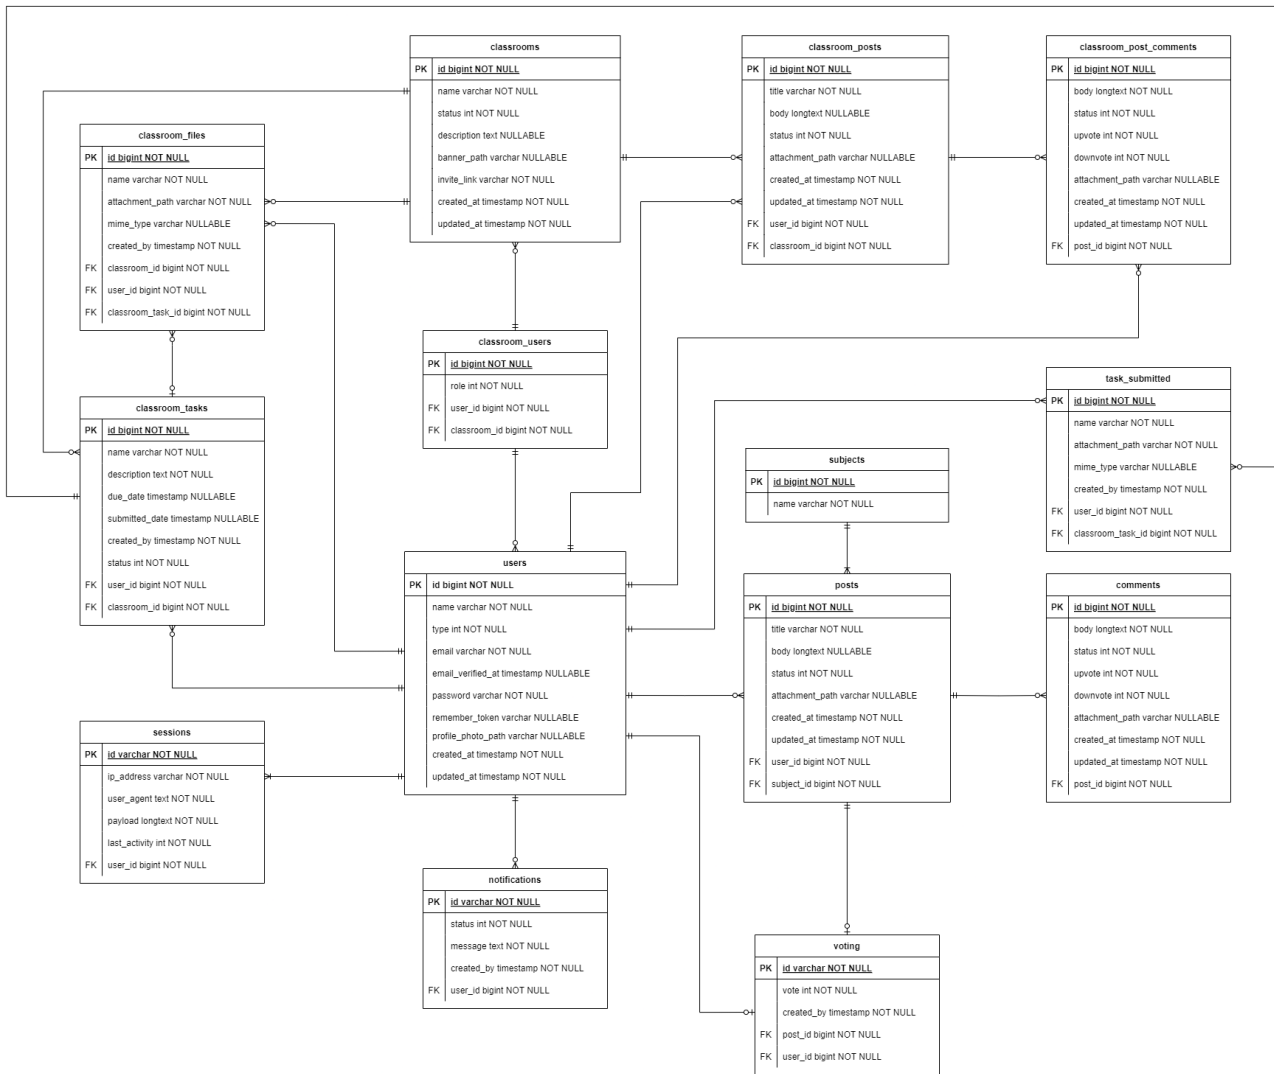 classrooms
PK id bigint NOT NULL
name varchar NOT NULL
status int NOT NULL
description text NULLABLE
banner_path varchar NULLABLE
invite_link varchar NOT NULL
created_at timestamp NOT NULL
updated_at timestamp NOT NULL
classroom_posts
PK id bigint NOT NULL
title varchar NOT NULL
body longtext NULLABLE
status int NOT NULL
attachment_path varchar NULLABLE
created_at timestamp NOT NULL
updated_at timestamp NOT NULL
FK user_id bigint NOT NULL
FK classroom_id bigint NOT NULL
classroom_post_comments
PK id bigint NOT NULL
body longtext NOT NULL
status int NOT NULL
upvote int NOT NULL
downvote int NOT NULL
attachment_path varchar NULLABLE
created_at timestamp NOT NULL
updated_at timestamp NOT NULL
FK post_id bigint NOT NULL
classroom_files
PK id bigint NOT NULL
name varchar NOT NULL
attachment_path varchar NOT NULL
mime_type varchar NULLABLE
created_by timestamp NOT NULL
FK classroom_id bigint NOT NULL
FK user_id bigint NOT NULL
FK classroom_task_id bigint NOT NULL
classroom_users
PK id bigint NOT NULL
role int NOT NULL
FK user_id bigint NOT NULL
FK classroom_id bigint NOT NULL
task_submitted
PK id bigint NOT NULL
name varchar NOT NULL
attachment_path varchar NOT NULL
mime_type varchar NULLABLE
created_by timestamp NOT NULL
FK user_id bigint NOT NULL
FK classroom_task_id bigint NOT NULL
classroom_tasks
PK id bigint NOT NULL
name varchar NOT NULL
description text NOT NULL
due_date timestamp NULLABLE
submitted_date timestamp NULLABLE
created_by timestamp NOT NULL
status int NOT NULL
FK user_id bigint NOT NULL
FK classroom_id bigint NOT NULL
subjects
PK id bigint NOT NULL
name varchar NOT NULL
users
PK id bigint NOT NULL
name varchar NOT NULL
type int NOT NULL
email varchar NOT NULL
email_verified_at timestamp NULLABLE
password varchar NOT NULL
remember_token varchar NULLABLE
profile_photo_path varchar NULLABLE
created_at timestamp NOT NULL
updated_at timestamp NOT NULL
posts
PK id bigint NOT NULL
title varchar NOT NULL
body longtext NULLABLE
status int NOT NULL
attachment_path varchar NULLABLE
created_at timestamp NOT NULL
updated_at timestamp NOT NULL
FK user_id bigint NOT NULL
FK subject_id bigint NOT NULL
comments
PK id bigint NOT NULL
body longtext NOT NULL
status int NOT NULL
upvote int NOT NULL
downvote int NOT NULL
attachment_path varchar NULLABLE
created_at timestamp NOT NULL
updated_at timestamp NOT NULL
FK post_id bigint NOT NULL
sessions
PK id varchar NOT NULL
ip_address varchar NOT NULL
user_agent text NOT NULL
payload longtext NOT NULL
last_activity int NOT NULL
FK user_id bigint NOT NULL
notifications
PK id varchar NOT NULL
status int NOT NULL
message text NOT NULL
created_by timestamp NOT NULL
FK user_id bigint NOT NULL
voting
PK id varchar NOT NULL
vote int NOT NULL
created_by timestamp NOT NULL
FK post_id bigint NOT NULL
FK user_id bigint NOT NULL